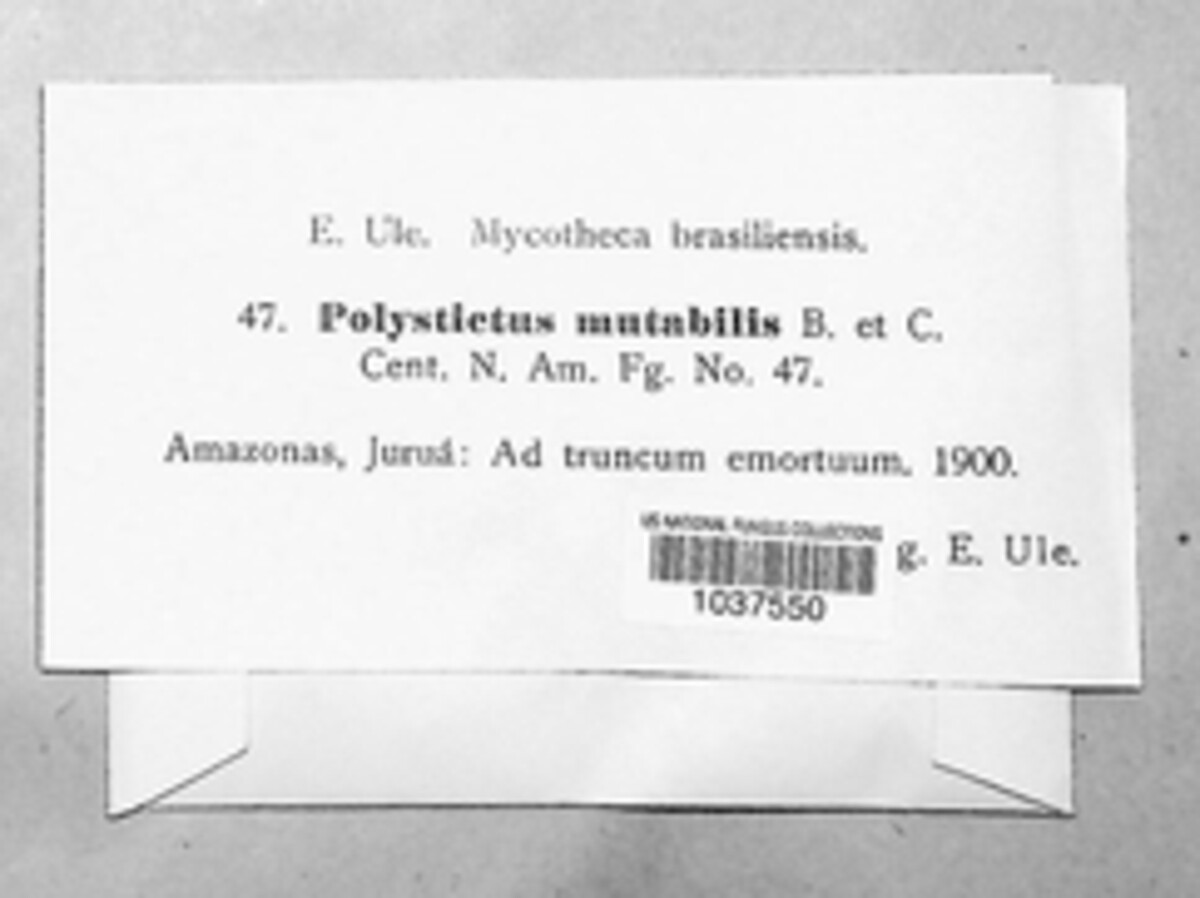 E. Ule. Mycotheca brasiliensis.
47. Polystictus mutabilis B. et C.
Cent. N. Am. Fg. No. 47.
Amazonas, Juruá: Ad truncum emortuum. 1900.
g. E. Ule.
US NATIONAL FUNGUS COLLECTIONS
1037550